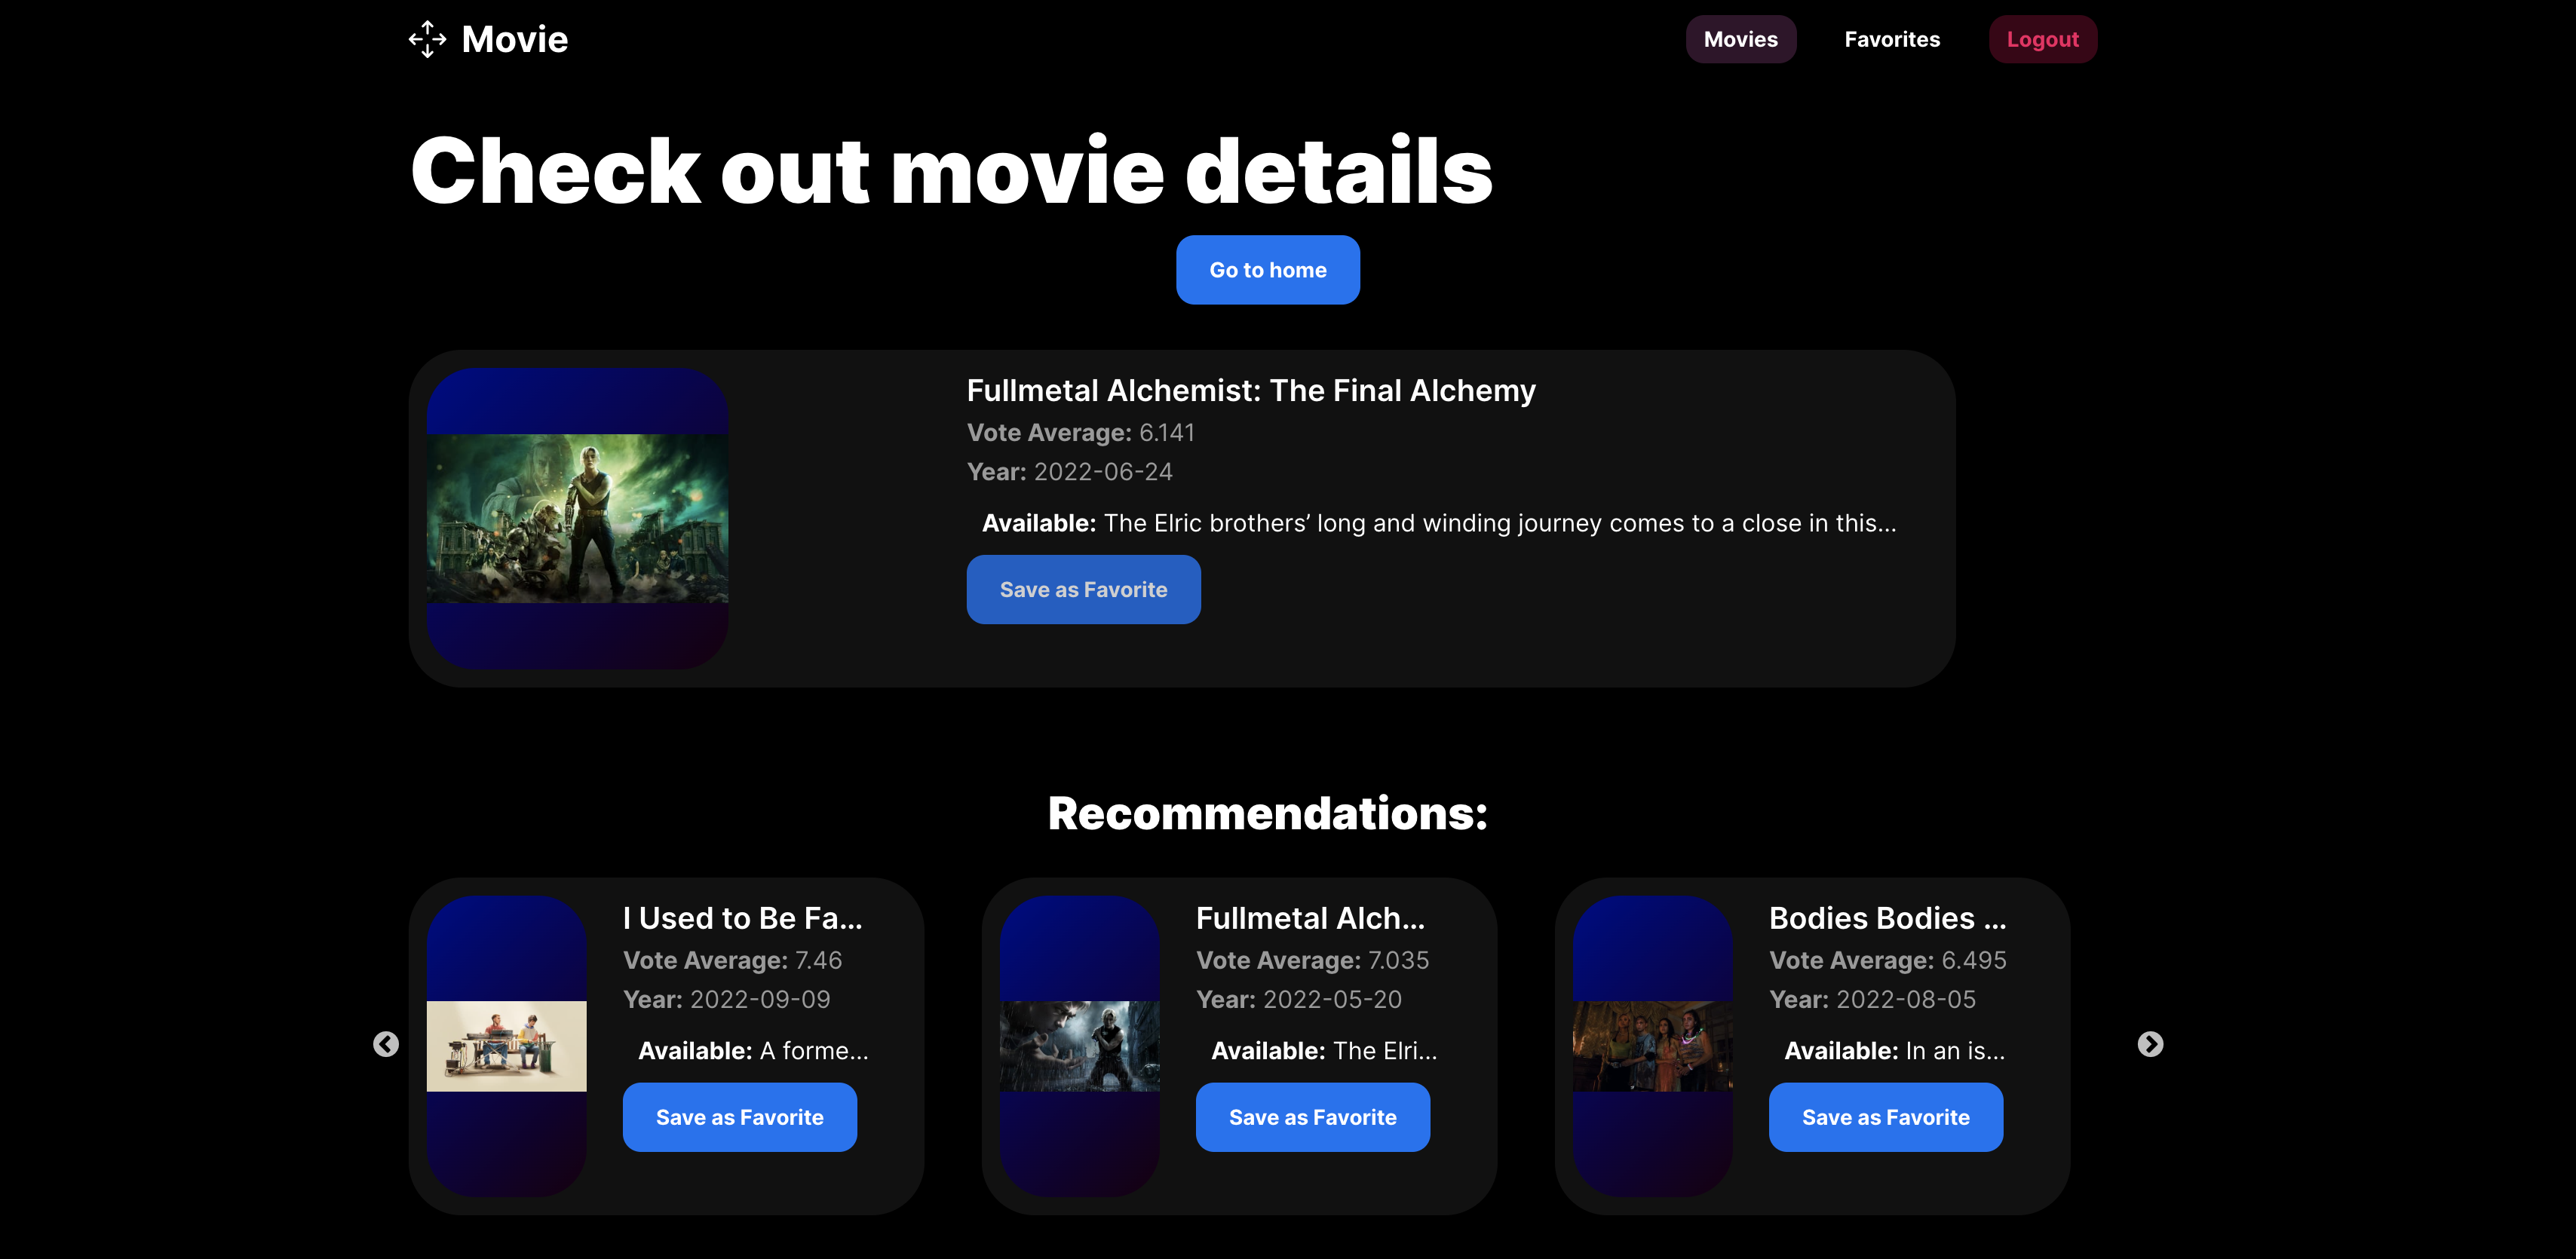 Movie
Movies
Favorites
Logout
Check out movie details
Go to home
Fullmetal Alchemist: The Final Alchemy
Vote Average: 6.141
Year: 2022-06-24
Available: The Elric brothers’ long and winding journey comes to a close in this...
Save as Favorite
Recommendations:
I Used to Be Fa...
Vote Average: 7.46
Year: 2022-09-09
Available: A forme...
Save as Favorite
Fullmetal Alch...
Vote Average: 7.035
Year: 2022-05-20
Available: The Elri...
Save as Favorite
Bodies Bodies ...
Vote Average: 6.495
Year: 2022-08-05
Available: In an is...
Save as Favorite